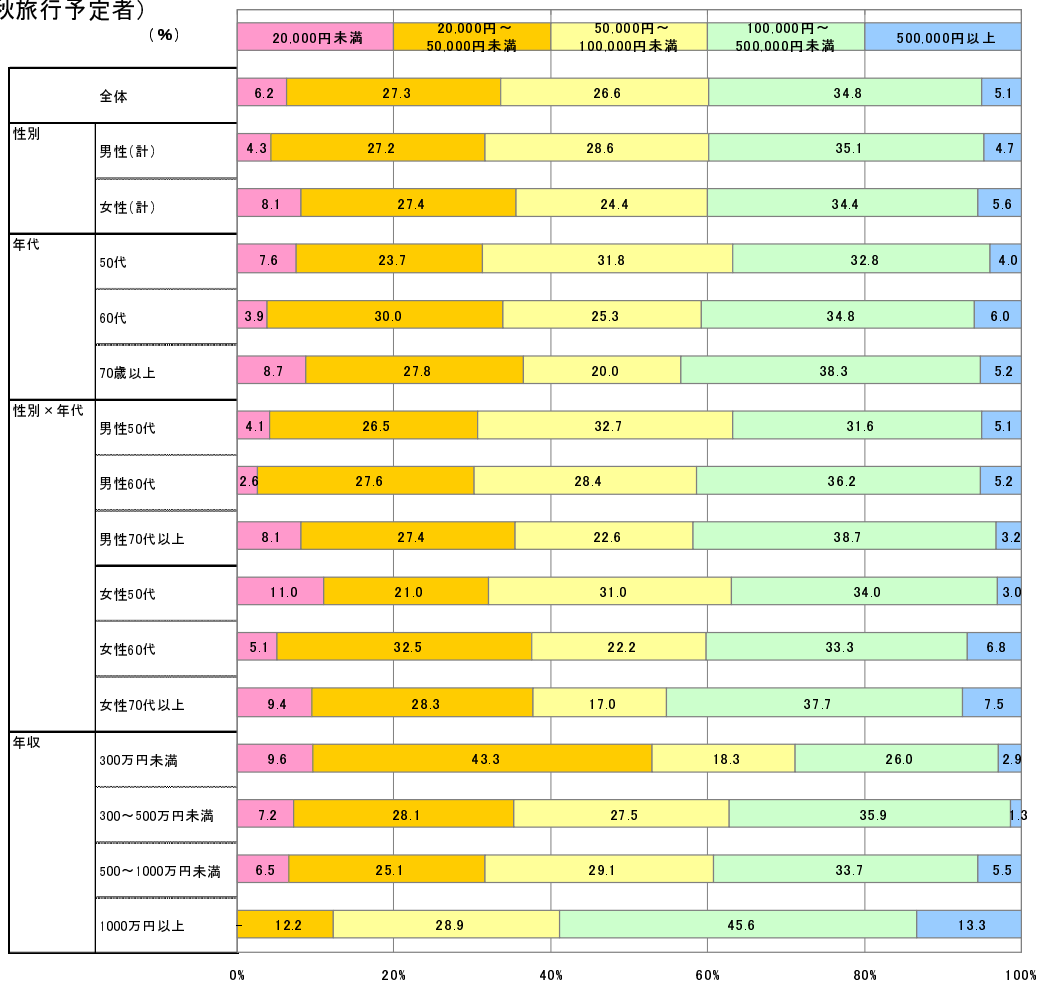 秋旅行予定者）
（％）
20,000円未満
20,000円～
50,000円未満
50,000円～
100,000円未満
100,000円～
500,000円未満
500,000円以上
全体 6.2 27.3 26.6 34.8 5.1
性別
男性（計） 4.3 27.2 28.6 35.1 4.7
女性（計） 8.1 27.4 24.4 34.4 5.6
年代
50代 7.6 23.7 31.8 32.8 4.0
60代 3.9 30.0 25.3 34.8 6.0
70歳以上 8.7 27.8 20.0 38.3 5.2
性別×年代
男性50代 4.1 26.5 32.7 31.6 5.1
男性60代 2.6 27.6 28.4 36.2 5.2
男性70代以上 8.1 27.4 22.6 38.7 3.2
女性50代 11.0 21.0 31.0 34.0 3.0
女性60代 5.1 32.5 22.2 33.3 6.8
女性70代以上 9.4 28.3 17.0 37.7 7.5
年収
300万円未満 9.6 43.3 18.3 26.0 2.9
300～500万円未満 7.2 28.1 27.5 35.9 1.3
500～1000万円未満 6.5 25.1 29.1 33.7 5.5
1000万円以上 - 12.2 28.9 45.6 13.3
0% 20% 40% 60% 80% 100%